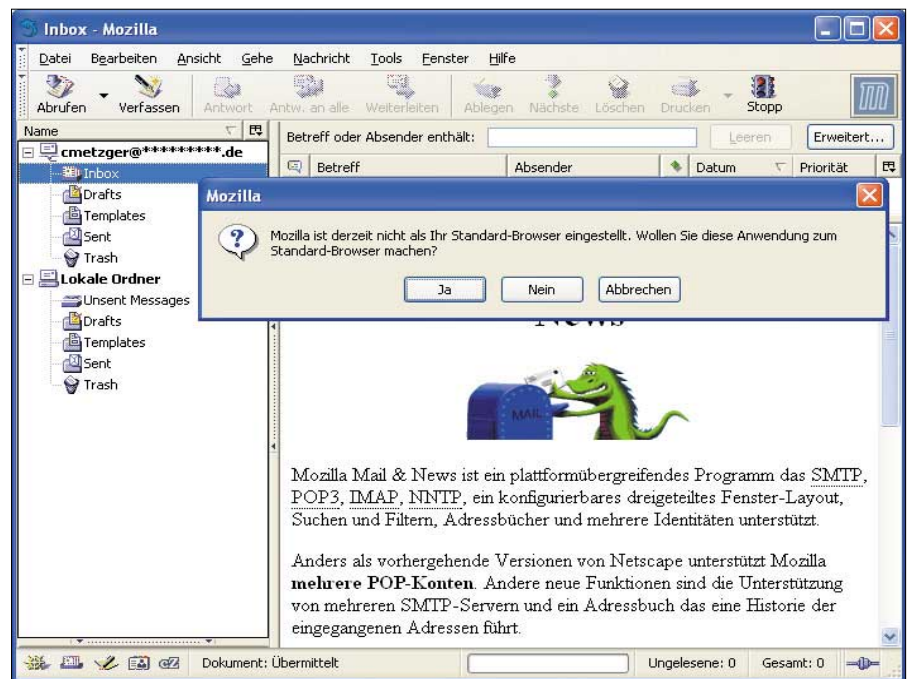 Inbox - Mozilla
Datei Bearbeiten Ansicht Gehe Nachricht Tools Fenster Hilfe
Abrufen Verfassen Antwort Antw. an alle Weiterleiten Ablegen Nächste Löschen Drucken Stopp
Name
Betreff oder Absender enthält: Leeren Erweitert...
cmetzger@*********.de
Betreff Absender Datum Priorität
Inbox
Drafts
Templates
Sent
Trash
Lokale Ordner
Unsent Messages
Drafts
Templates
Sent
Trash
Mozilla
Mozilla ist derzeit nicht als Ihr Standard-Browser eingestellt. Wollen Sie diese Anwendung zum
Standard-Browser machen?
Ja Nein Abbrechen
News
MAIL
Mozilla Mail & News ist ein plattformübergreifendes Programm das SMTP,
POP3, IMAP, NNTP, ein konfigurierbares dreigeteiltes Fenster-Layout,
Suchen und Filtern, Adressbücher und mehrere Identitäten unterstützt.
Anders als vorhergehende Versionen von Netscape unterstützt Mozilla
mehrere POP-Konten. Andere neue Funktionen sind die Unterstützung
von mehreren SMTP-Servern und ein Adressbuch das eine Historie der
eingegangenen Adressen führt.
Dokument: Übermittelt Ungelesene: 0 Gesamt: 0